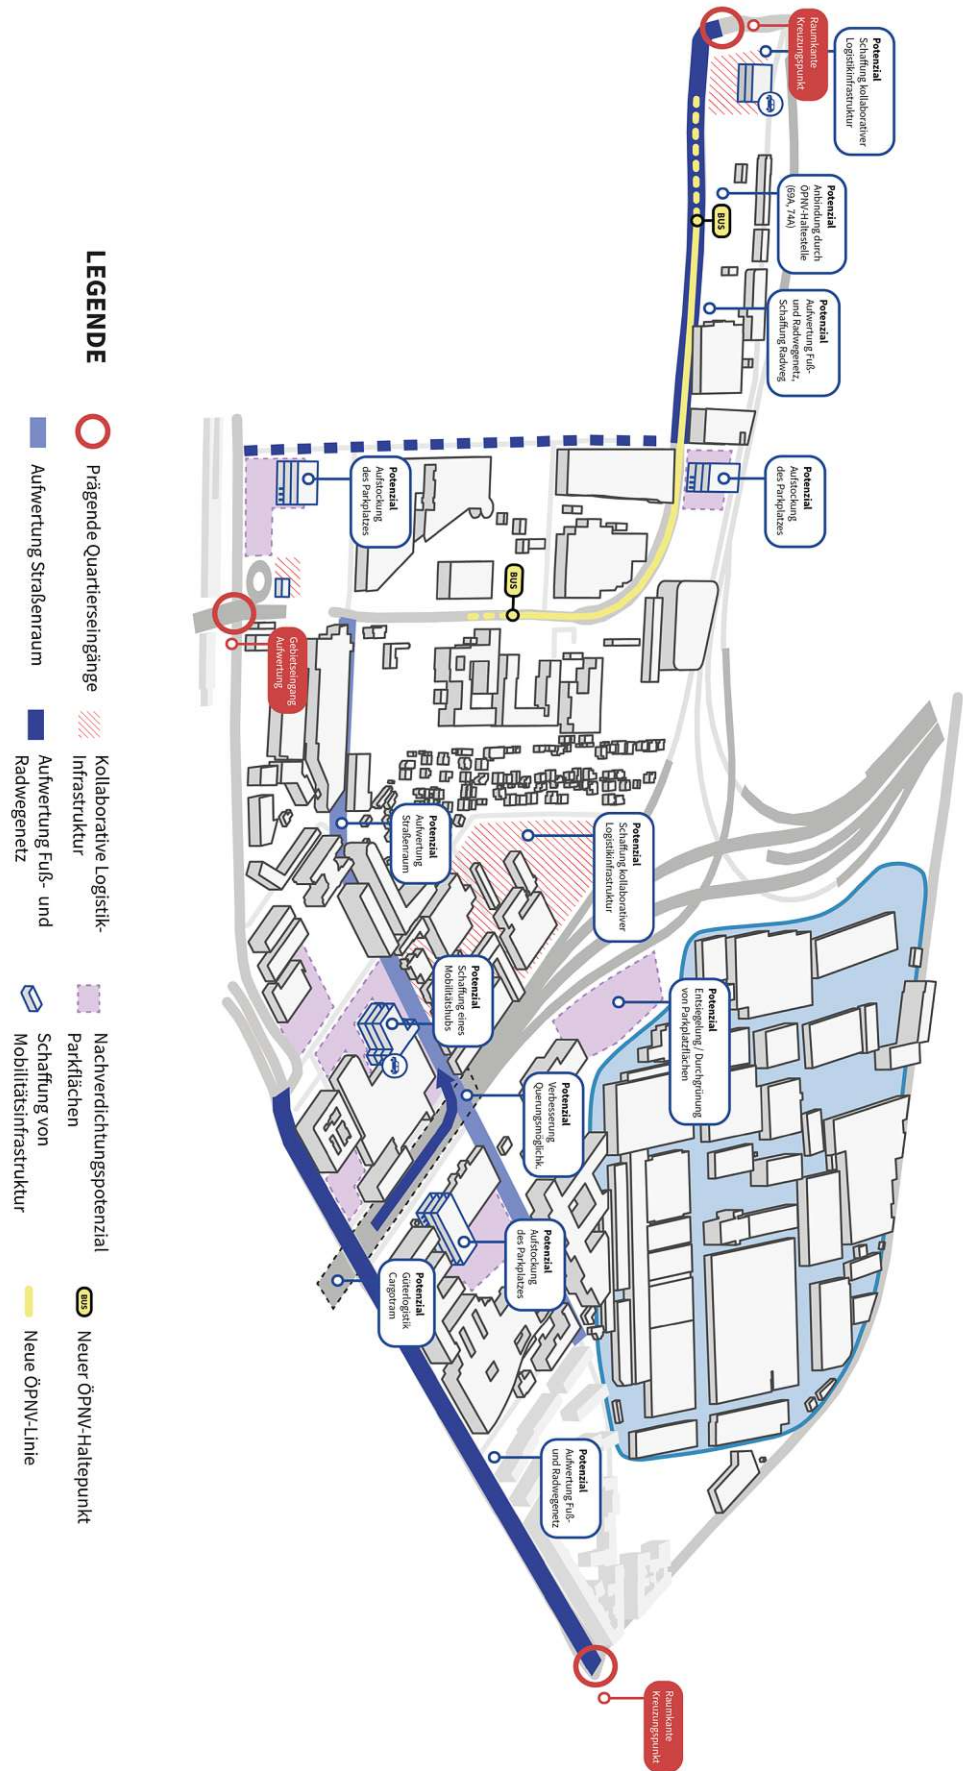 Raumkante
Kreuzungspunkt
Potenzial
Schaffung kollaborativer
Logistikinfrastruktur
Potenzial
Anbindung durch
ÖPNV-Haltestelle
(69A, 74A)
BUS
Potenzial
Aufwertung Fuß-
und Radwegenetz,
Schaffung Radweg
Potenzial
Aufstockung
des Parkplatzes
Potenzial
Aufstockung
des Parkplatzes
BUS
Gebietseingang
Aufwertung
Potenzial
Aufwertung
Straßenraum
Potenzial
Schaffung kollaborativer
Logistikinfrastruktur
Potenzial
Schaffung eines
Mobilitätshubs
Potenzial
Entsiegelung / Durchgrünung
von Parkplatzflächen
Potenzial
Verbesserung
Querungsmöglichk.
Potenzial
Aufstockung
des Parkplatzes
Potenzial
Güterlogistik
Cargotram
Potenzial
Aufwertung Fuß-
und Radwegenetz
Raumkante
Kreuzungspunkt
LEGENDE
Prägende Quartierseingänge
Aufwertung Straßenraum
Kollaborative Logistik-
Infrastruktur
Aufwertung Fuß- und
Radwegenetz
Nachverdichtungspotenzial
Parkflächen
Schaffung von
Mobilitätsinfrastruktur
BUS
Neuer ÖPNV-Haltepunkt
Neue ÖPNV-Linie